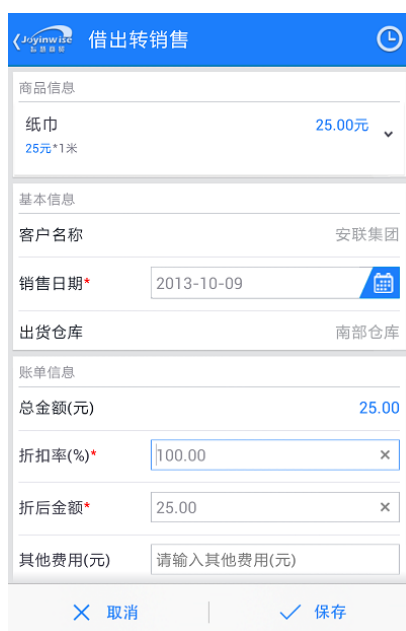 Joyinwise
借出转销售
商品信息
纸巾
25.00元
25元*1米
基本信息
客户名称
安联集团
销售日期*
2013-10-09
出货仓库
南部仓库
账单信息
总金额(元)
25.00
折扣率(%)*
100.00
折后金额*
25.00
其他费用(元)
请输入其他费用(元)
取消
保存